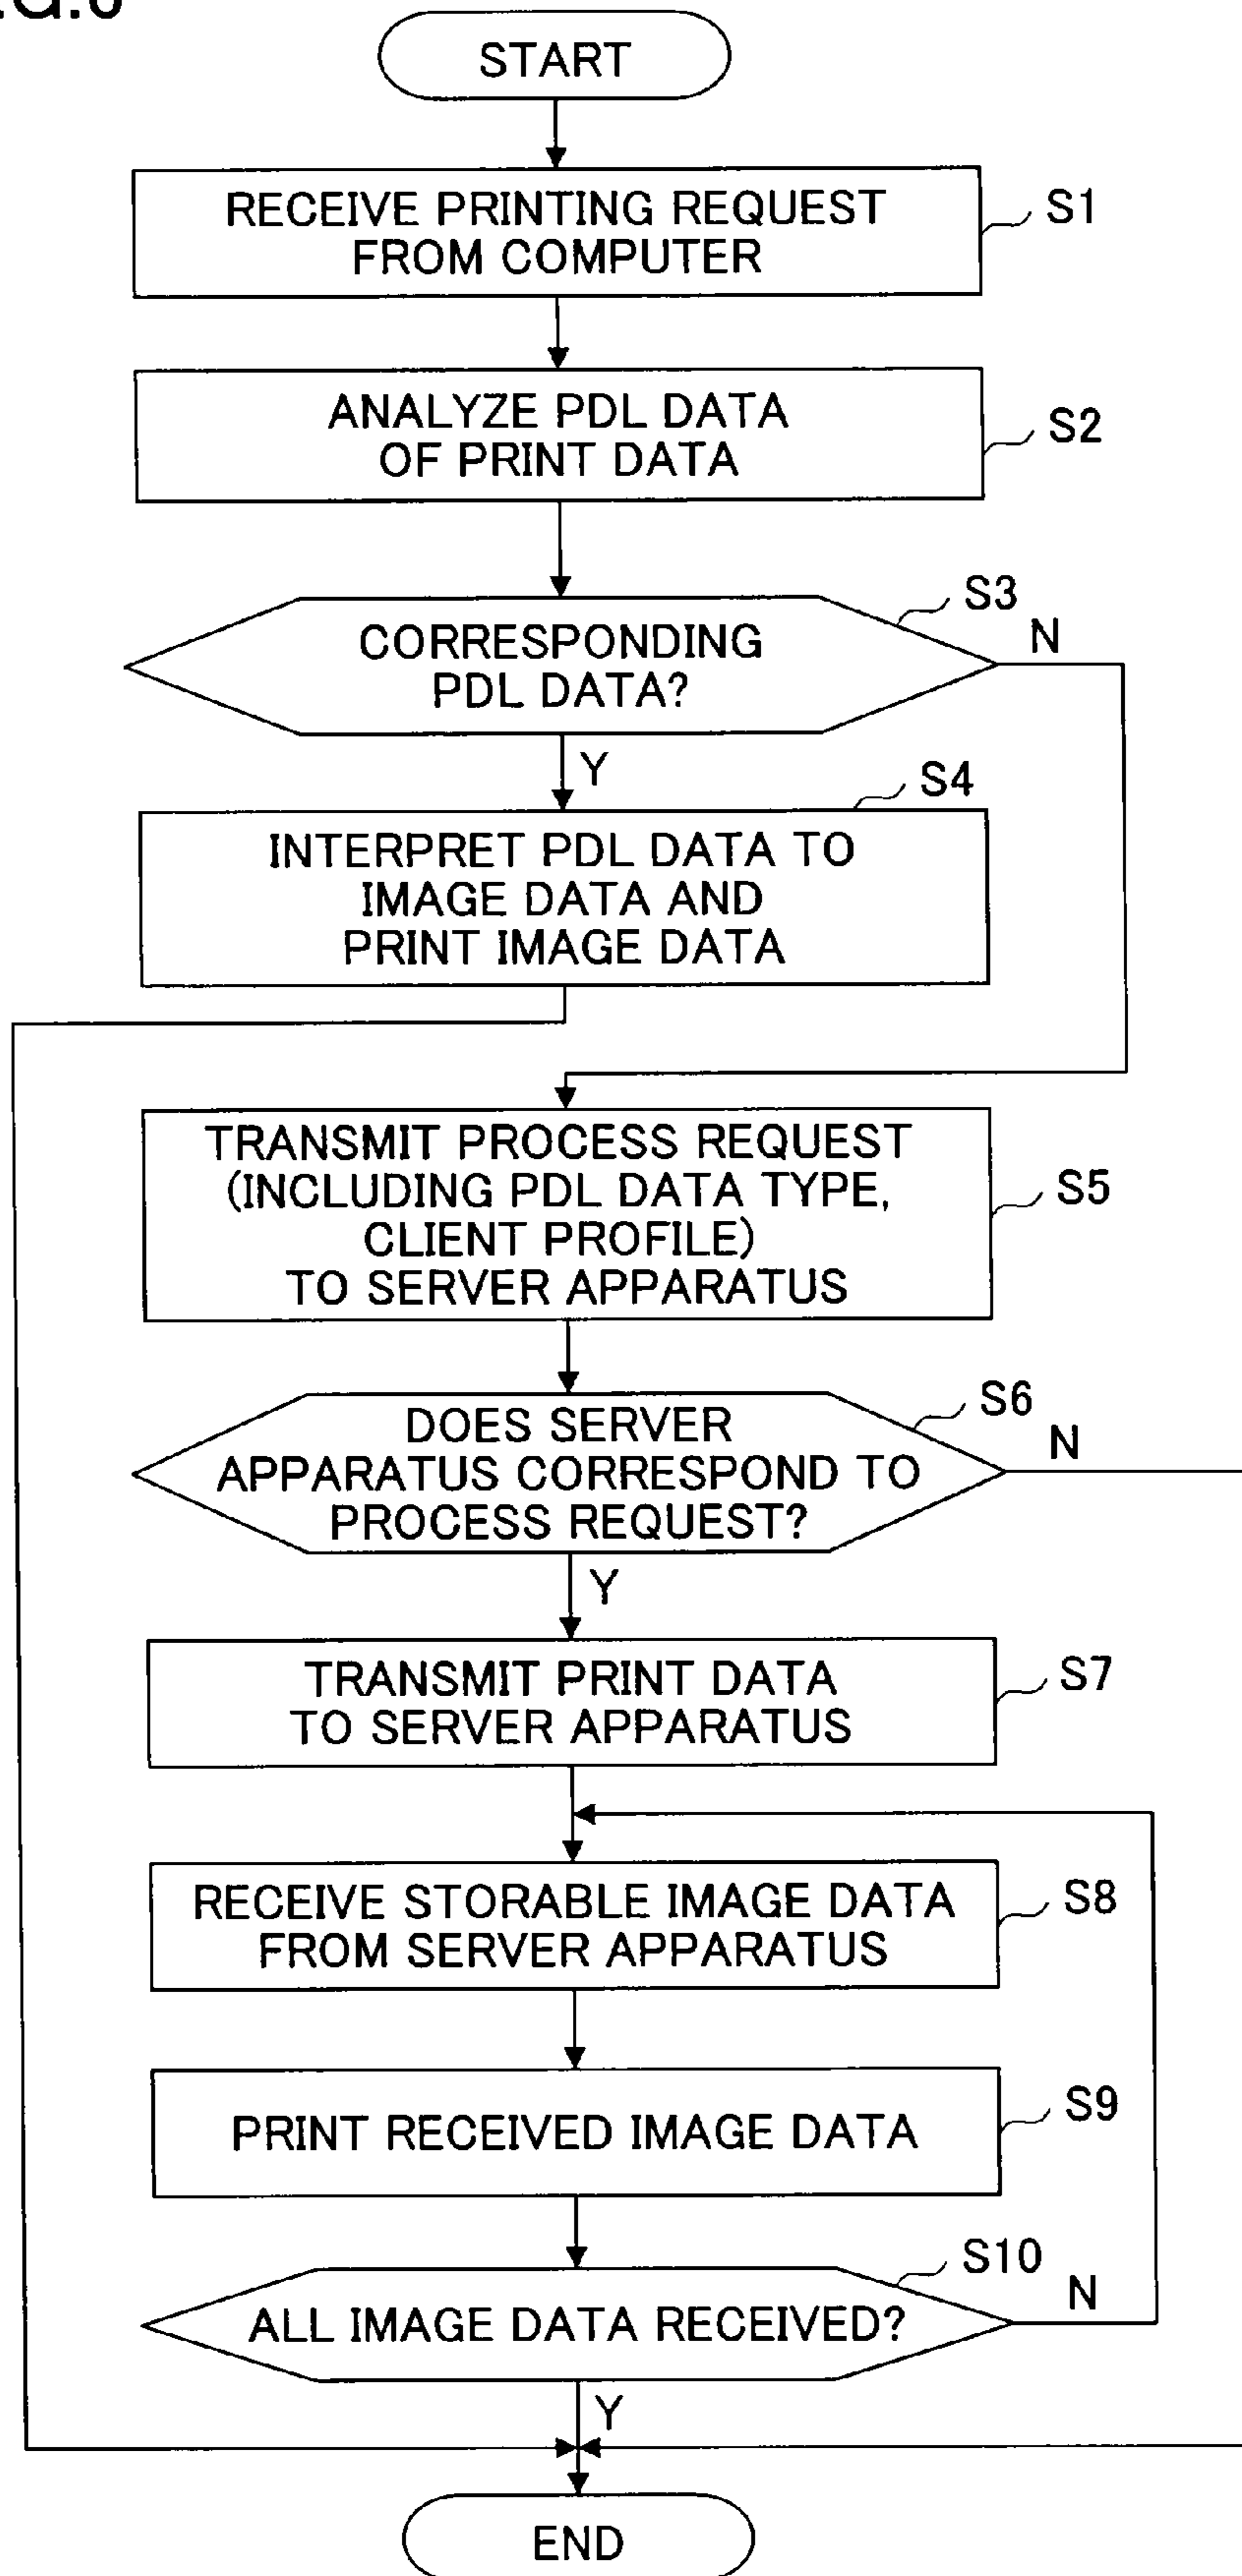 START
RECEIVE PRINTING REQUEST
FROM COMPUTER
S1
ANALYZE PDL DATA
OF PRINT DATA
S2
S3
CORRESPONDING
PDL DATA?
N
Y
S4
INTERPRET PDL DATA TO
IMAGE DATA AND
PRINT IMAGE DATA
TRANSMIT PROCESS REQUEST
(INCLUDING PDL DATA TYPE,
CLIENT PROFILE)
TO SERVER APPARATUS
S5
S6
DOES SERVER
APPARATUS CORRESPOND TO
PROCESS REQUEST?
N
Y
TRANSMIT PRINT DATA
TO SERVER APPARATUS
S7
RECEIVE STORABLE IMAGE DATA
FROM SERVER APPARATUS
S8
PRINT RECEIVED IMAGE DATA
S9
S10
ALL IMAGE DATA RECEIVED?
N
Y
END